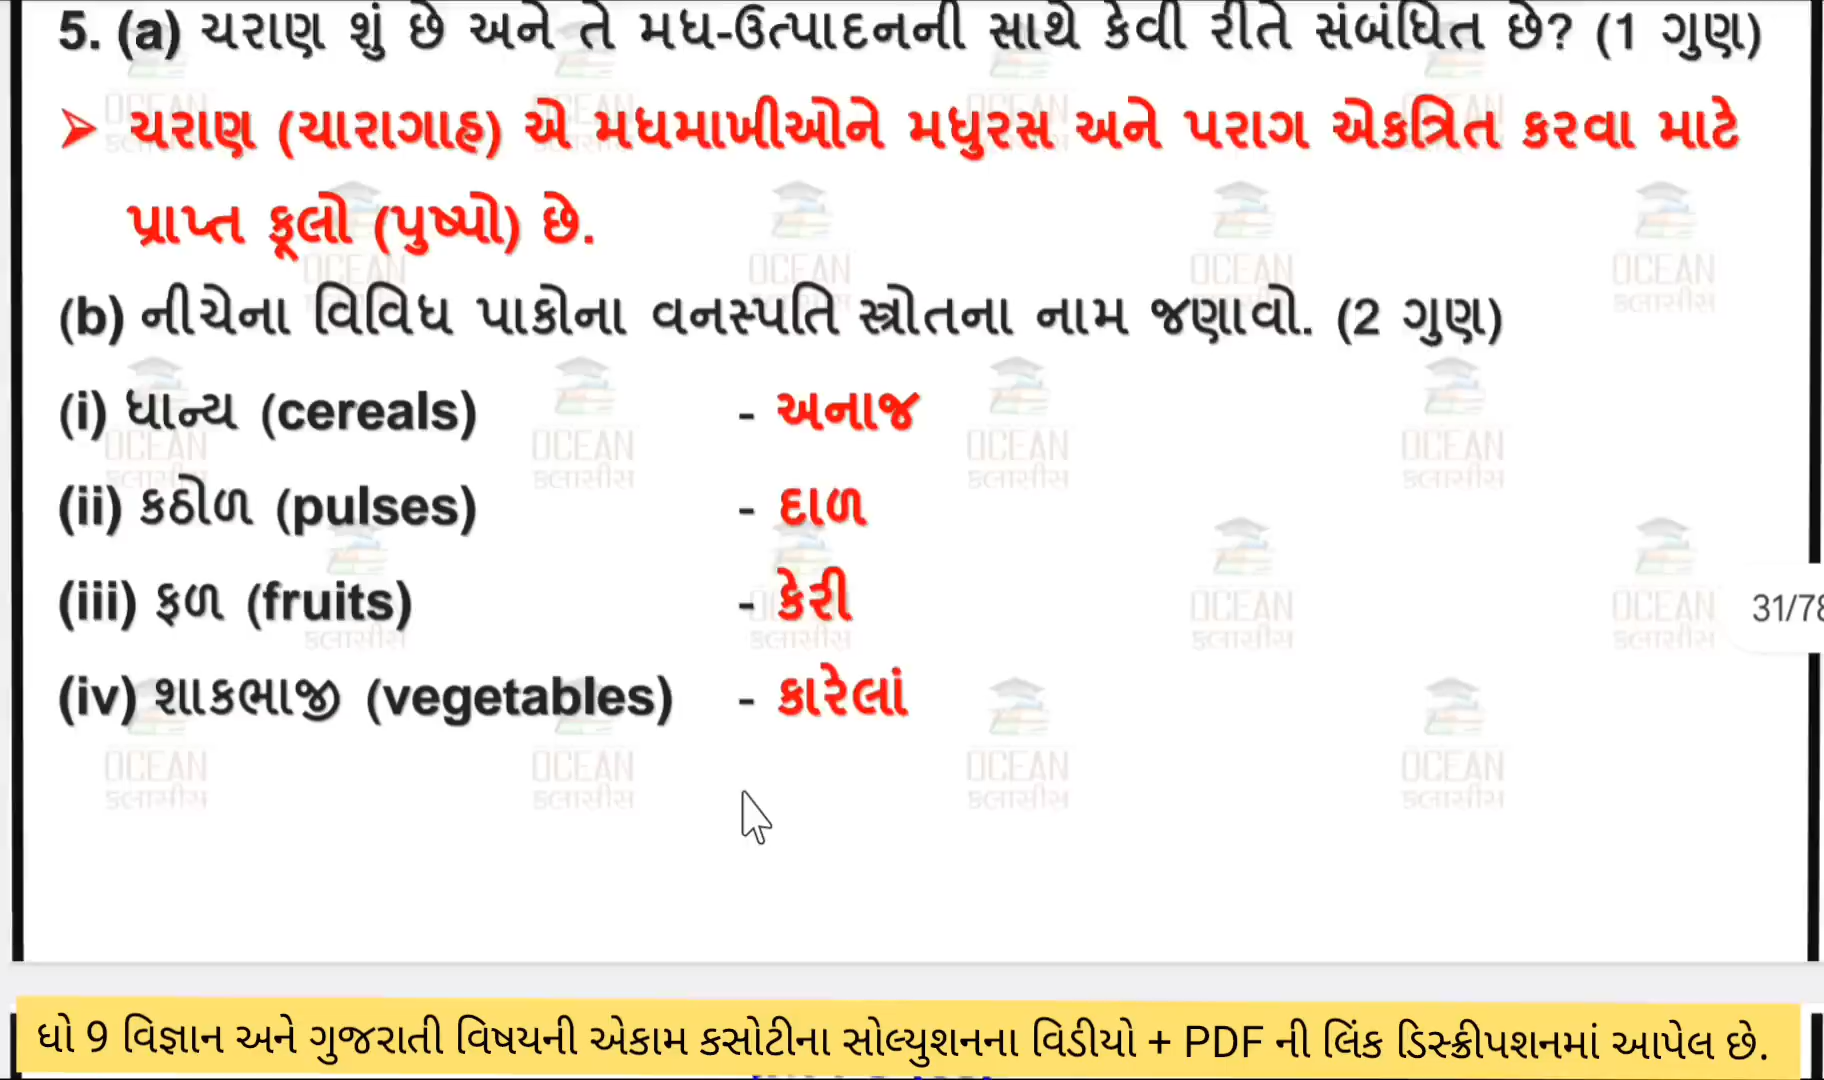 5. (a) ચરાણ શું છે અને તે મધ-ઉત્પાદનની સાથે કેવી રીતે સંબંધિત છે? (1 ગુણ)
➤ ચરાણ (ચારાગાહ) એ મધમાખીઓને મધુરસ અને પરાગ એકત્રિત કરવા માટે
પ્રાપ્ત ફૂલો (પુષ્પો) છે.
(b) નીચેના વિવિધ પાકોના વનસ્પતિ સ્ત્રોતના નામ જણાવો. (2 ગુણ)
(i) ધાન્ય (cereals) - અનાજ
(ii) કઠોળ (pulses) - દાળ
(iii) ફળ (fruits) - કેરી
31/78
(iv) શાકભાજી (vegetables) - કારેલાં
OCEAN
ક્લાસીસ
ધો 9 વિજ્ઞાન અને ગુજરાતી વિષયની એકામ કસોટીના સોલ્યુશનના વિડીયો + PDF ની લિંક ડિસ્ક્રીપશનમાં આપેલ છે.